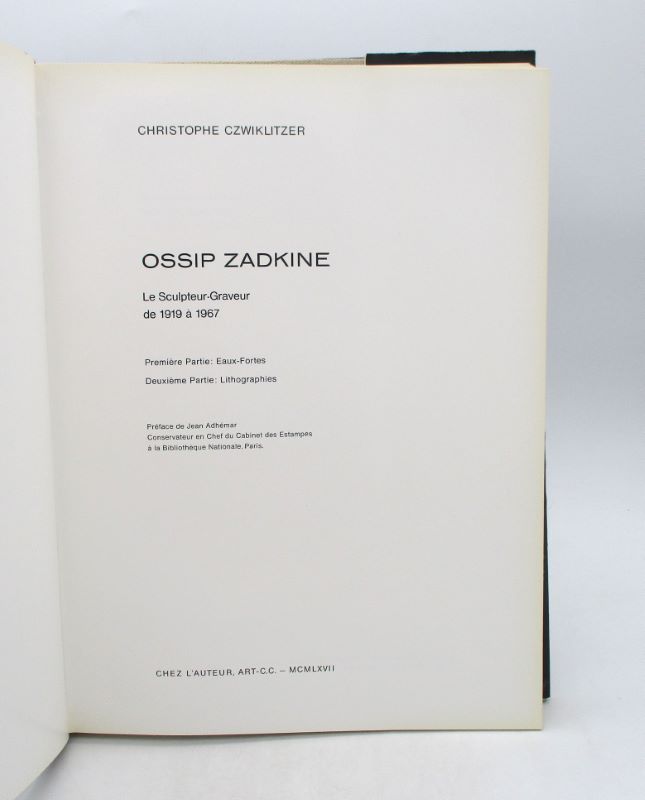 CHRISTOPHE CZWIKLITZER
OSSIP ZADKINE
Le Sculpteur-Graveur
de 1919 à 1967
Première Partie: Eaux-Fortes
Deuxième Partie: Lithographies
Préface de Jean Adhémar
Conservateur en Chef du Cabinet des Estampes
à la Bibliothèque Nationale, Paris.
CHEZ L'AUTEUR, ART-C.C. – MCMLXVII